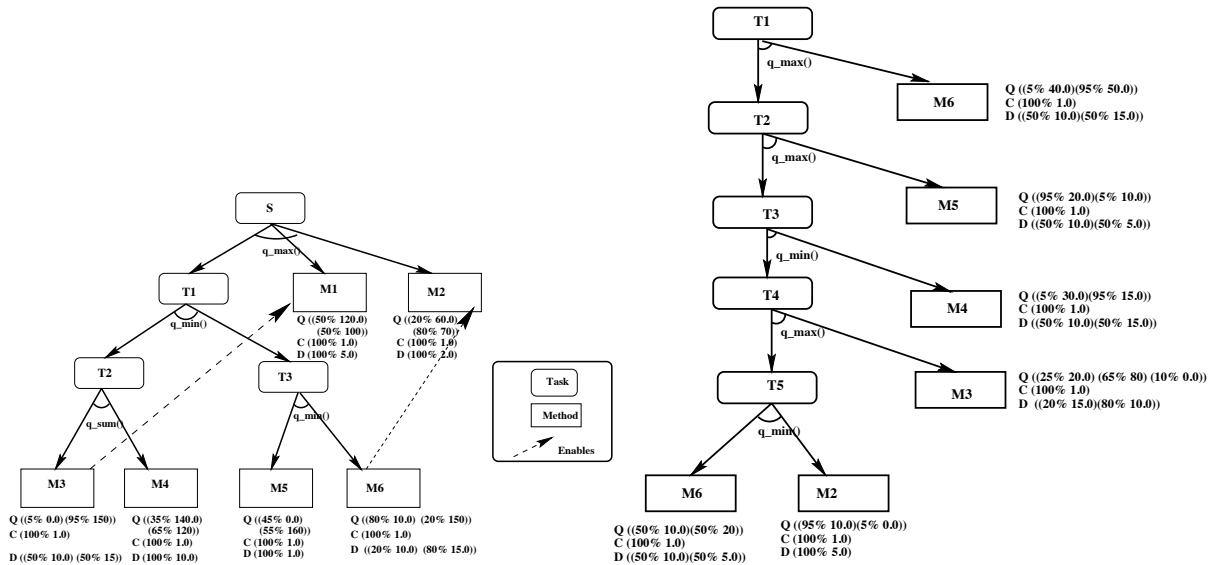 S
q_max()
T1
M1
M2
Q ((50% 120.0)
(50% 100))
C (100% 1.0)
D (100% 5.0)
Q ((20% 60.0)
(80% 70))
C (100% 1.0)
D (100% 2.0)
q_min()
T2
T3
q_sum()
q_min()
M3
M4
M5
M6
Q ((5% 0.0) (95% 150))
C (100% 1.0)
D ((50% 10.0) (50% 15))
Q ((35% 140.0)
(65% 120))
C (100% 1.0)
D (100% 10.0)
Q ((45% 0.0)
(55% 160))
C (100% 1.0)
D (100% 1.0)
Q ((80% 10.0) (20% 150))
C (100% 1.0)
D ((20% 10.0) (80% 15.0))
Task
Method
Enables
T1
q_max()
M6
Q ((5% 40.0)(95% 50.0))
C (100% 1.0)
D ((50% 10.0)(50% 15.0))
T2
q_max()
M5
Q ((95% 20.0)(5% 10.0))
C (100% 1.0)
D ((50% 10.0)(50% 5.0))
T3
q_min()
M4
Q ((5% 30.0)(95% 15.0))
C (100% 1.0)
D ((50% 10.0)(50% 15.0))
T4
q_max()
M3
Q ((25% 20.0) (65% 80) (10% 0.0))
C (100% 1.0)
D ((20% 15.0)(80% 10.0))
T5
q_min()
M6
M2
Q ((50% 10.0)(50% 20))
C (100% 1.0)
D ((50% 10.0)(50% 5.0))
Q ((95% 10.0)(5% 0.0))
C (100% 1.0)
D (100% 5.0)